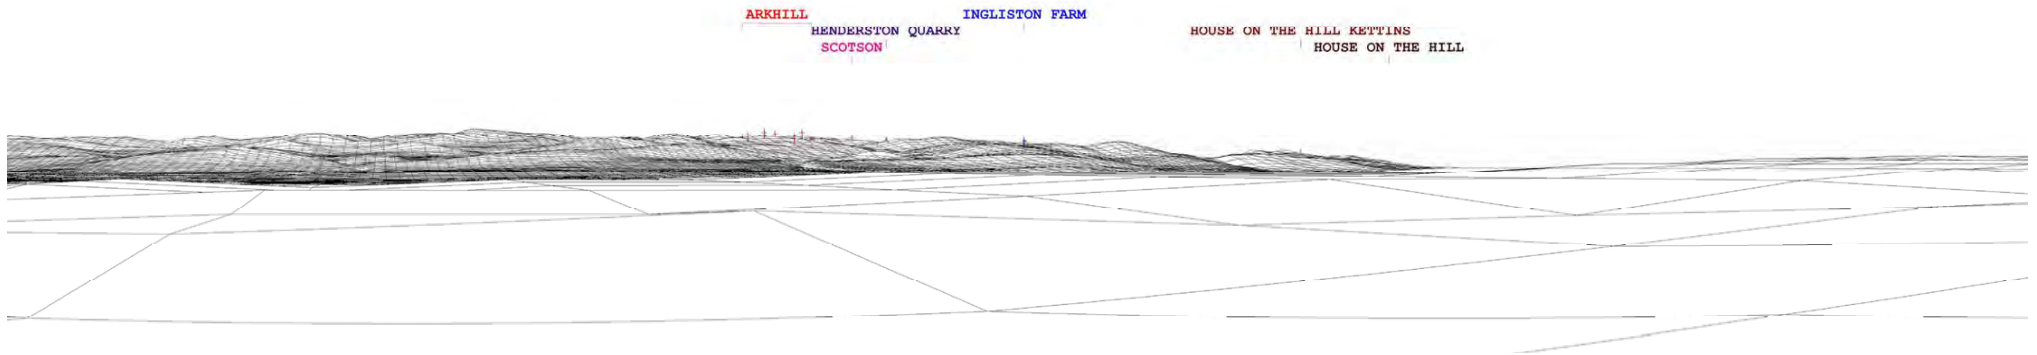 ARKHILL
INGLISTON FARM
HENDERSTON QUARRY
HOUSE ON THE HILL KETTINS
SCOTSON
HOUSE ON THE HILL